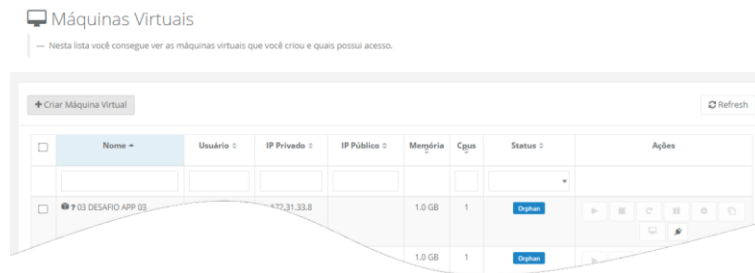 Máquinas Virtuais
— Nesta lista você consegue ver as máquinas virtuais que você criou e quais possui acesso.
+ Criar Máquina Virtual
Refresh
Nome Usuário IP Privado IP Público Memória Cpus Status Ações
? 03 DESAFIO APP 03 172.31.33.8 1.0 GB 1 Orphan
1.0 GB 1 Orphan